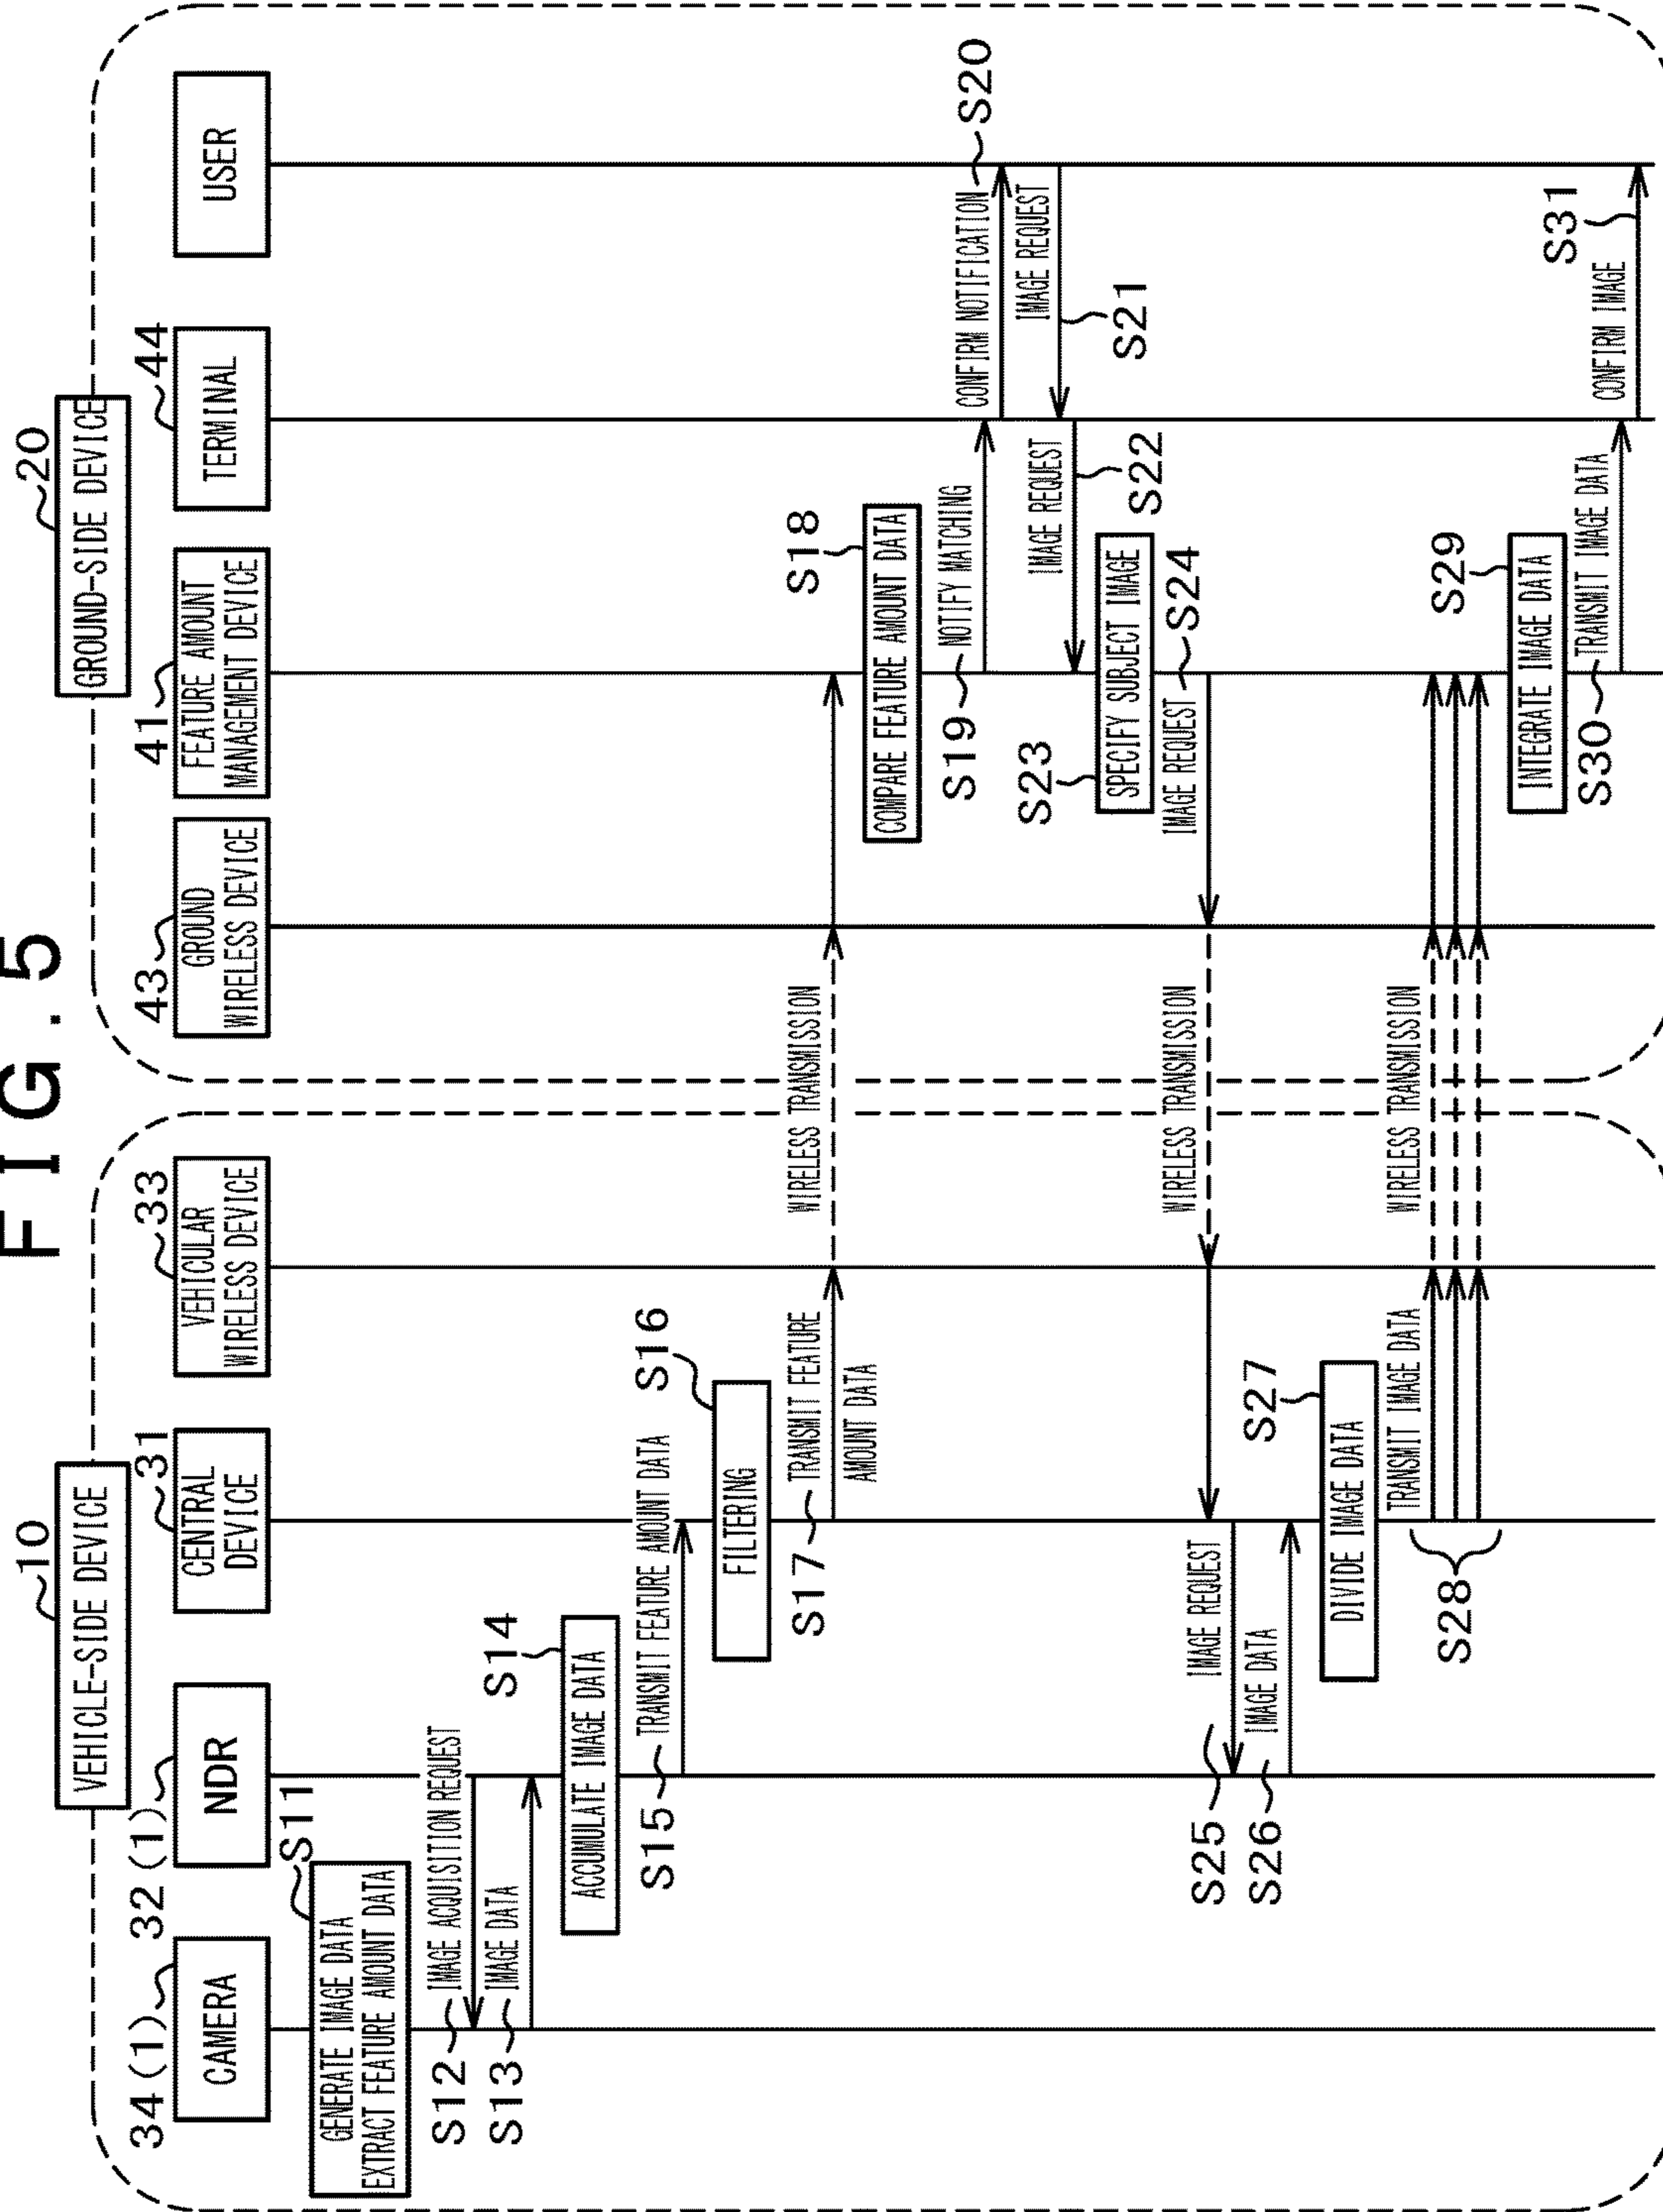 FIG. 5
10
VEHICLE-SIDE DEVICE
20
GROUND-SIDE DEVICE
34(1)
CAMERA
32(1)
NDR
31
CENTRAL
DEVICE
33
VEHICULAR
WIRELESS DEVICE
43
GROUND
WIRELESS DEVICE
41
FEATURE AMOUNT
MANAGEMENT DEVICE
44
TERMINAL
USER
S11
GENERATE IMAGE DATA
EXTRACT FEATURE AMOUNT DATA
S12
IMAGE ACQUISITION REQUEST
S13
IMAGE DATA
S14
ACCUMULATE IMAGE DATA
S15
TRANSMIT FEATURE AMOUNT DATA
S16
FILTERING
S17
TRANSMIT FEATURE
AMOUNT DATA
WIRELESS TRANSMISSION
S18
COMPARE FEATURE AMOUNT DATA
S19
NOTIFY MATCHING
CONFIRM NOTIFICATION
S20
IMAGE REQUEST
S21
IMAGE REQUEST
S22
S23
SPECIFY SUBJECT IMAGE
IMAGE REQUEST
S24
WIRELESS TRANSMISSION
S25
IMAGE REQUEST
S26
IMAGE DATA
S27
DIVIDE IMAGE DATA
S28
TRANSMIT IMAGE DATA
WIRELESS TRANSMISSION
S29
INTEGRATE IMAGE DATA
S30
TRANSMIT IMAGE DATA
CONFIRM IMAGE
S31